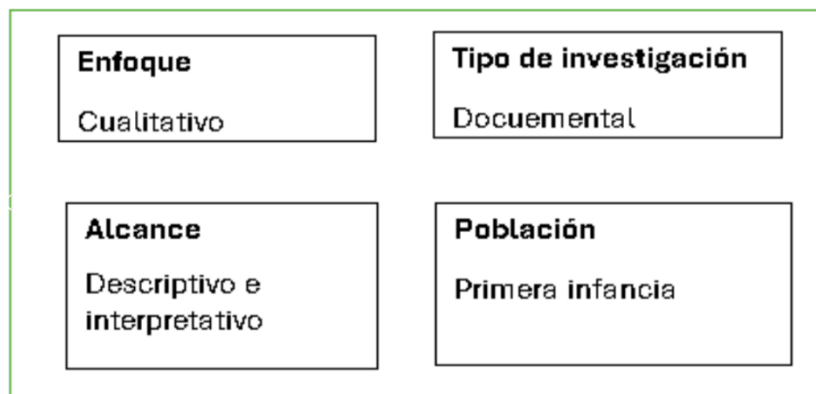 Enfoque
Cualitativo
Tipo de investigación
Docuemental
Alcance
Descriptivo e
interpretativo
Población
Primera infancia